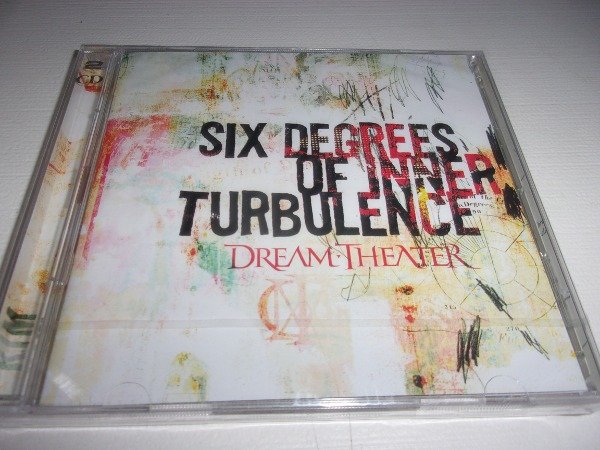 SIX DEGREES
OF INNER
TURBULENCE
DREAM·THEATER